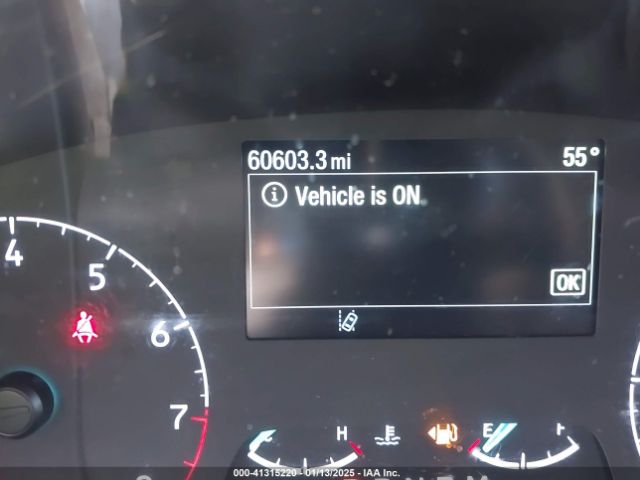 60603.3 mi 55°
Vehicle is ON.
OK
4
5
6
7
H E F
000-41315220 - 01/13/2025 - IAA Inc.